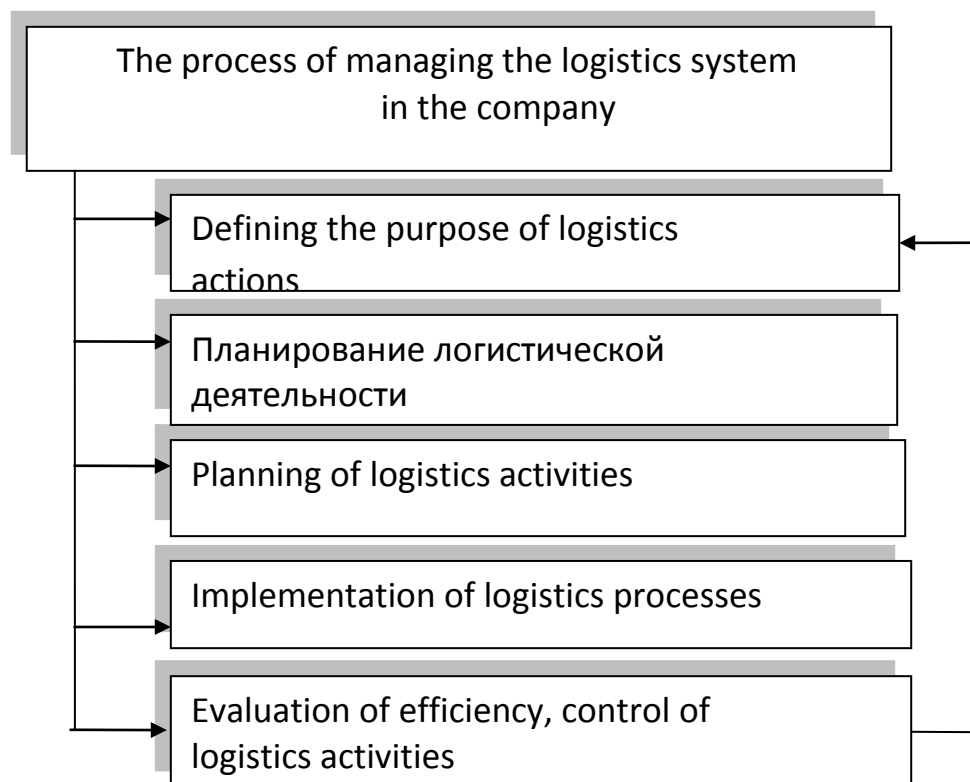 The process of managing the logistics system
in the company
Defining the purpose of logistics
actions
Планирование логистической
деятельности
Planning of logistics activities
Implementation of logistics processes
Evaluation of efficiency, control of
logistics activities